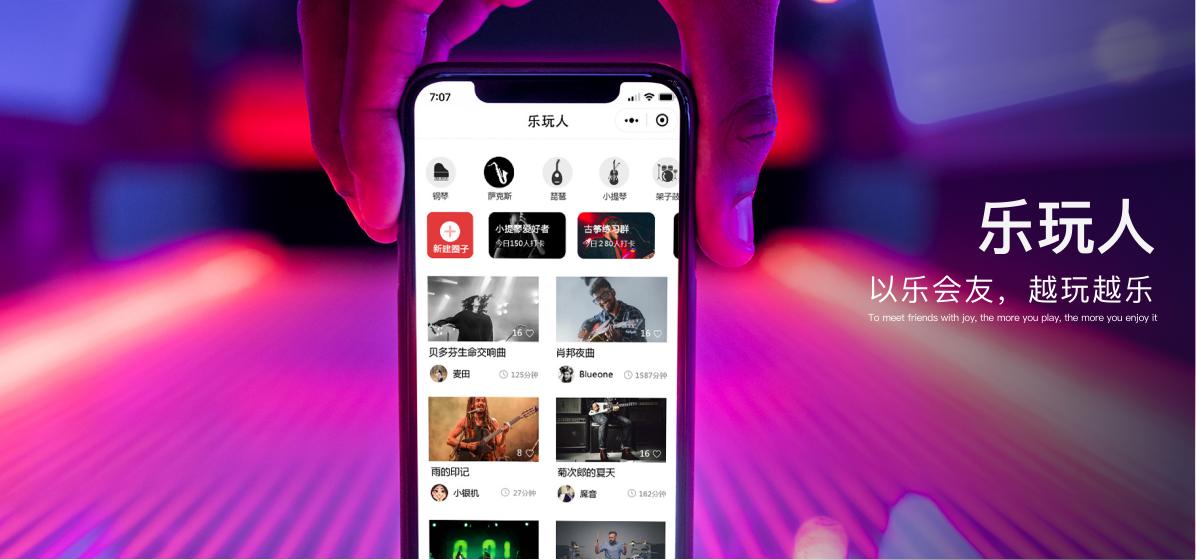 7:07
乐玩人
钢琴
萨克斯
琵琶
小提琴
架子鼓
新建圈子
小提琴爱好者
今日150人打卡
古筝练习群
今日280人打卡
16
16
贝多芬生命交响曲
肖邦夜曲
麦田
125分钟
Blueone
1587分钟
8
16
雨的印记
菊次郎的夏天
小银机
27分钟
魔音
162分钟
乐玩人
以乐会友，越玩越乐
To meet friends with joy, the more you play, the more you enjoy it